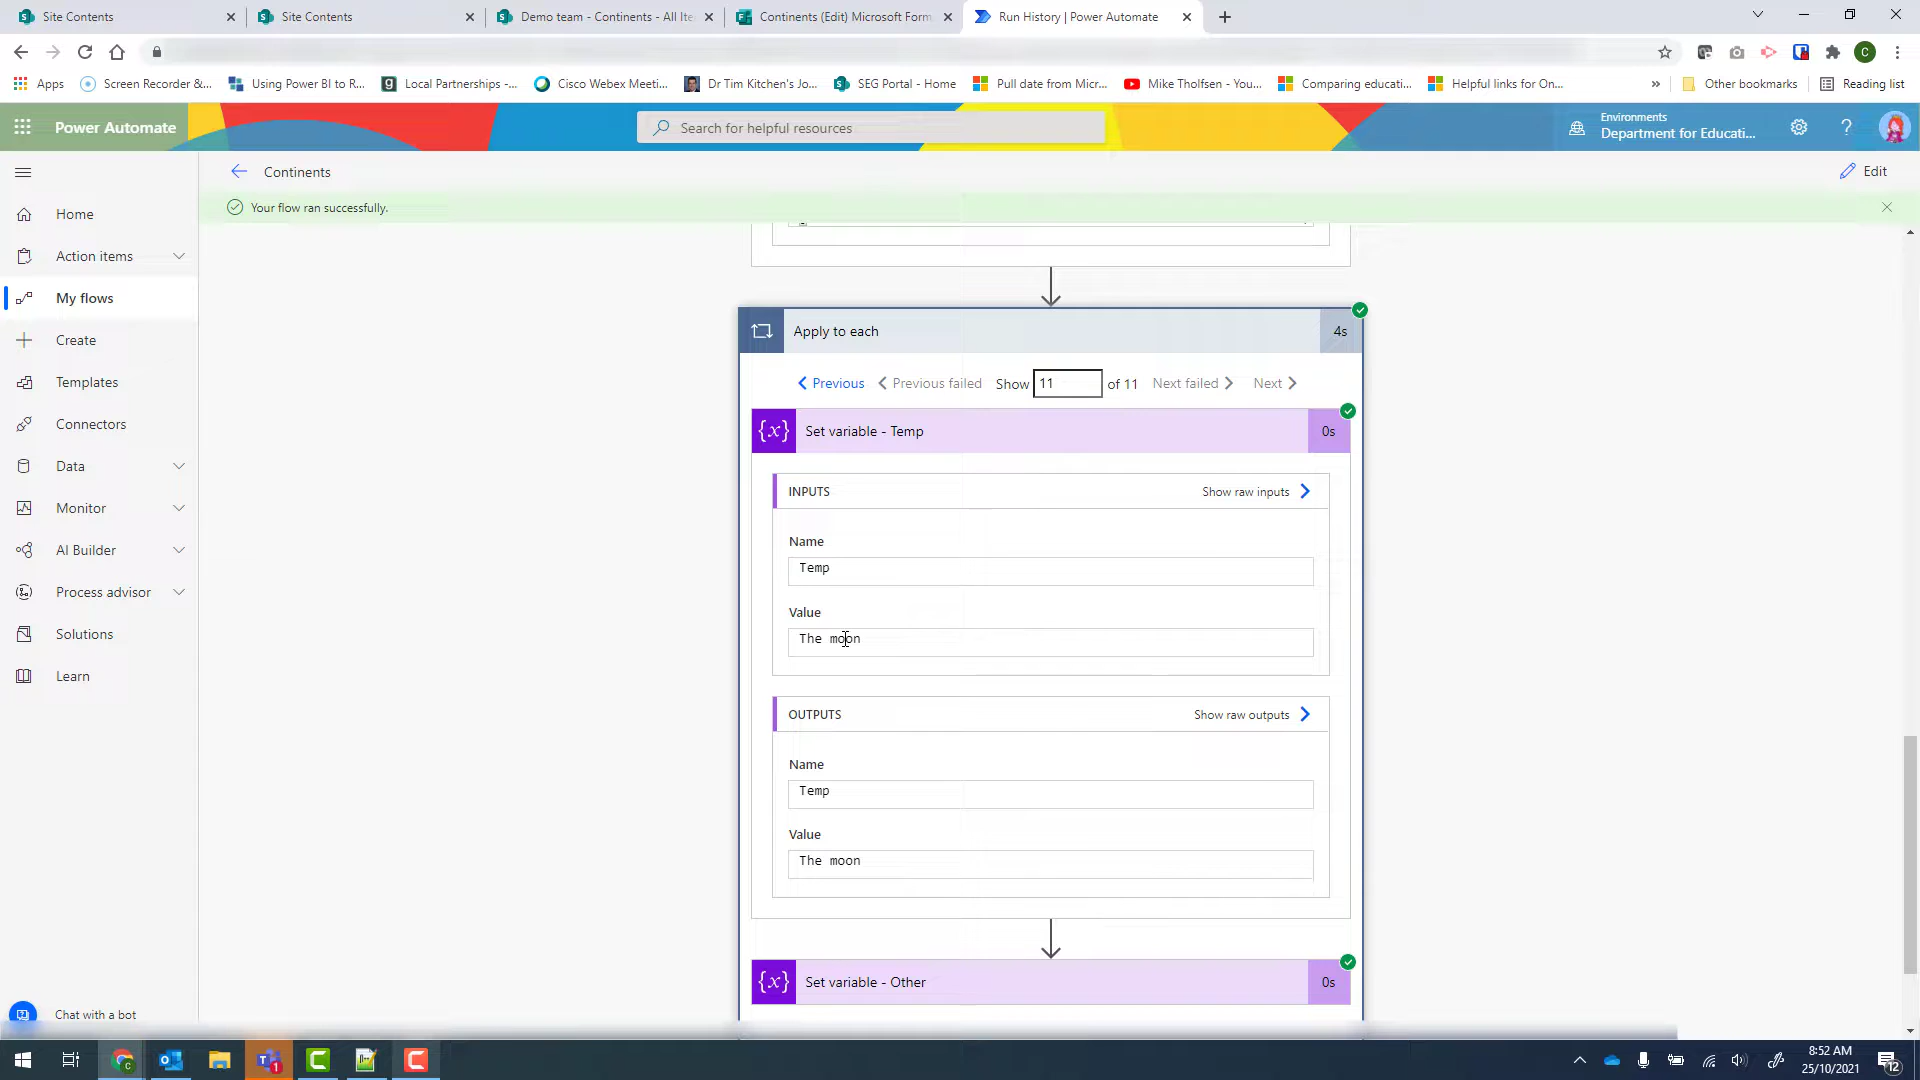 Site Contents
Site Contents
Demo team - Continents - All Ite
Continents (Edit) Microsoft Form
Run History | Power Automate
Apps
Screen Recorder &...
Using Power BI to R...
Local Partnerships -...
Cisco Webex Meeti...
Dr Tim Kitchen's Jo...
SEG Portal - Home
Pull date from Micr...
Mike Tholfsen - You...
Comparing educati...
Helpful links for On...
»
Other bookmarks
Reading list
Power Automate
Search for helpful resources
Environments
Department for Educati...
?
Continents
Edit
Your flow ran successfully.
Home
Action items
My flows
Create
Templates
Connectors
Data
Monitor
AI Builder
Process advisor
Solutions
Learn
Chat with a bot
Apply to each
4s
Previous
Previous failed
Show
11
of 11
Next failed
Next
{x}
Set variable - Temp
0s
INPUTS
Show raw inputs
Name
Temp
Value
The moon
OUTPUTS
Show raw outputs
Name
Temp
Value
The moon
{x}
Set variable - Other
0s
8:52 AM
25/10/2021
12